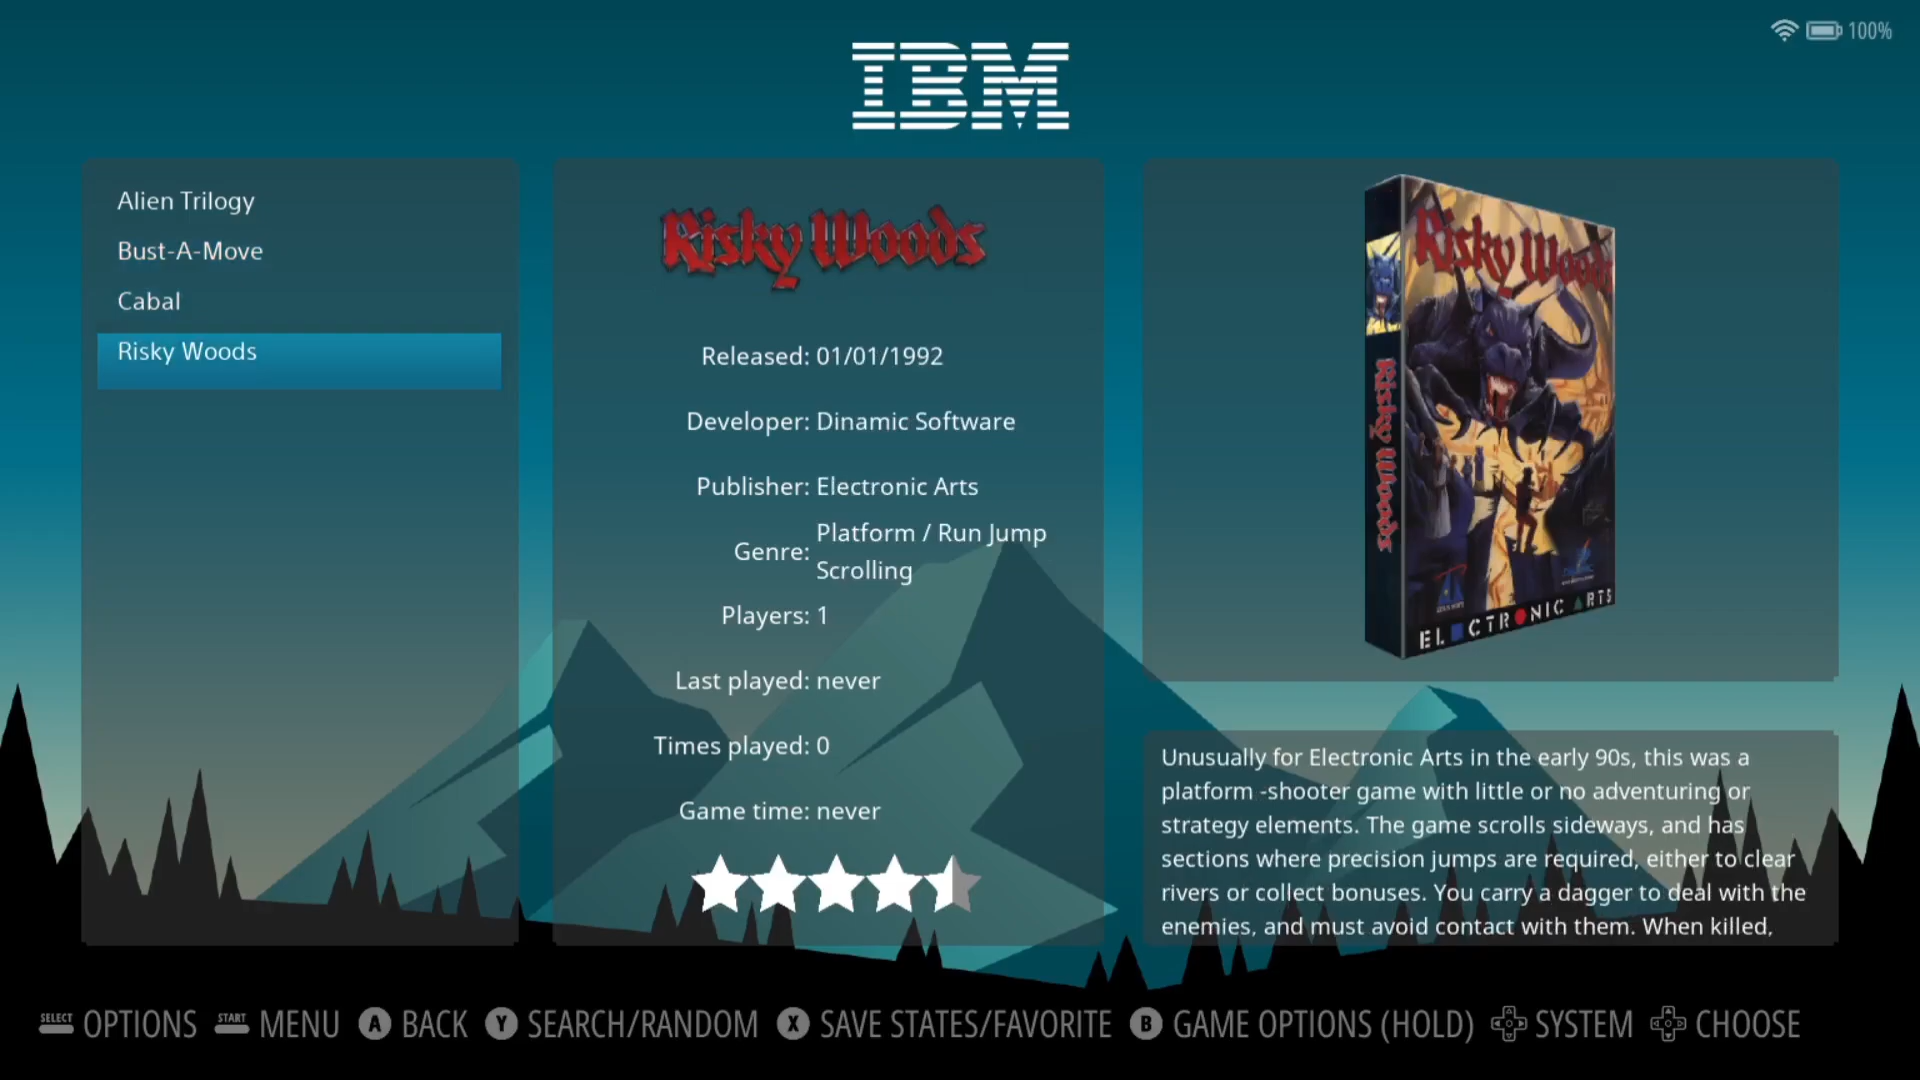 100%
IBM
Alien Trilogy
Bust-A-Move
Cabal
Risky Woods
Risky Woods
Released: 01/01/1992
Developer: Dinamic Software
Publisher: Electronic Arts
Genre: Platform / Run Jump
Scrolling
Players: 1
Last played: never
Times played: 0
Game time: never
Risky Woods
Risky Woods
ELECTRONIC ARTS
Unusually for Electronic Arts in the early 90s, this was a
platform -shooter game with little or no adventuring or
strategy elements. The game scrolls sideways, and has
sections where precision jumps are required, either to clear
rivers or collect bonuses. You carry a dagger to deal with the
enemies, and must avoid contact with them. When killed,
SELECT OPTIONS START MENU A BACK Y SEARCH/RANDOM X SAVE STATES/FAVORITE B GAME OPTIONS (HOLD) SYSTEM CHOOSE